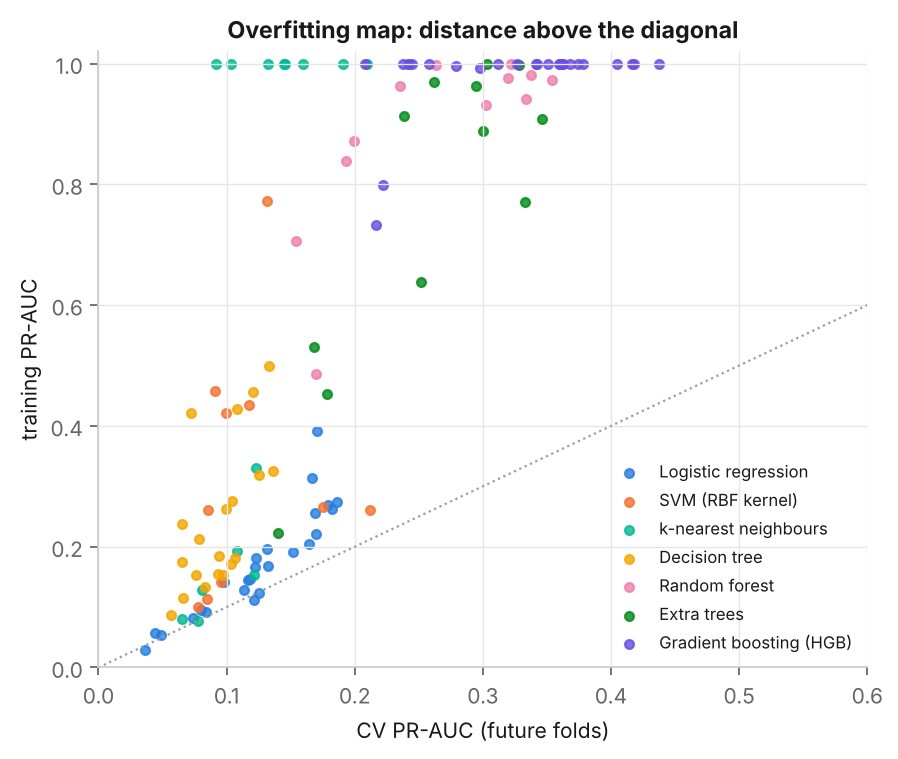 Overfitting map: distance above the diagonal
1.0
0.8
0.6
0.4
0.2
0.0
training PR-AUC
Logistic regression
SVM (RBF kernel)
k-nearest neighbours
Decision tree
Random forest
Extra trees
Gradient boosting (HGB)
0.0 0.1 0.2 0.3 0.4 0.5 0.6
CV PR-AUC (future folds)